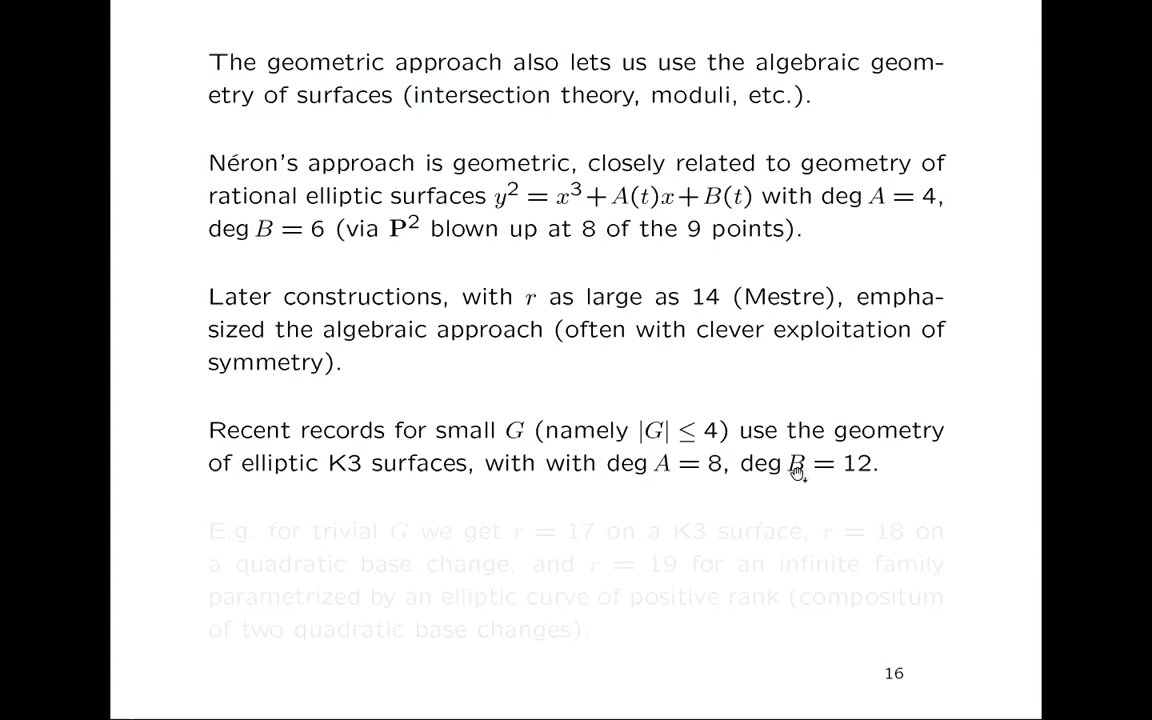 The geometric approach also lets us use the algebraic geom-
etry of surfaces (intersection theory, moduli, etc.).
Néron's approach is geometric, closely related to geometry of
rational elliptic surfaces y² = x³ + A(t)x + B(t) with deg A = 4,
deg B = 6 (via P² blown up at 8 of the 9 points).
Later constructions, with r as large as 14 (Mestre), empha-
sized the algebraic approach (often with clever exploitation of
symmetry).
Recent records for small G (namely |G| ≤ 4) use the geometry
of elliptic K3 surfaces, with with deg A = 8, deg B = 12.
E.g. for trivial G we get r = 17 on a K3 surface, r = 18 on
a quadratic base change, and r = 19 for an infinite family
parametrized by an elliptic curve of positive rank (compositum
of two quadratic base changes).
16